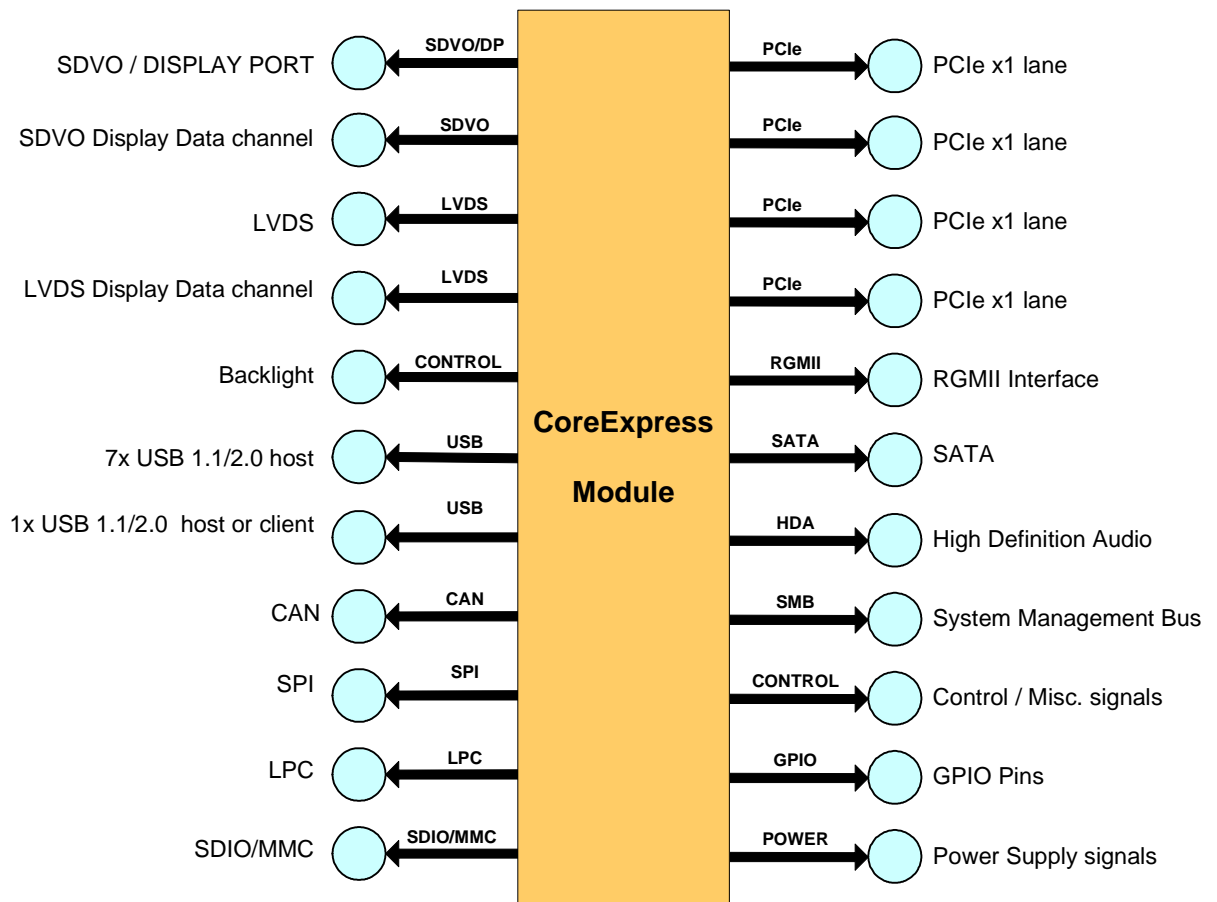 SDVO / DISPLAY PORT
SDVO/DP
PCIe
PCIe x1 lane
SDVO Display Data channel
SDVO
PCIe
PCIe x1 lane
LVDS
LVDS
PCIe
PCIe x1 lane
LVDS Display Data channel
LVDS
PCIe
PCIe x1 lane
Backlight
CONTROL
RGMII
RGMII Interface
CoreExpress
Module
7x USB 1.1/2.0 host
USB
SATA
SATA
1x USB 1.1/2.0 host or client
USB
HDA
High Definition Audio
CAN
CAN
SMB
System Management Bus
SPI
SPI
CONTROL
Control / Misc. signals
LPC
LPC
GPIO
GPIO Pins
SDIO/MMC
SDIO/MMC
POWER
Power Supply signals